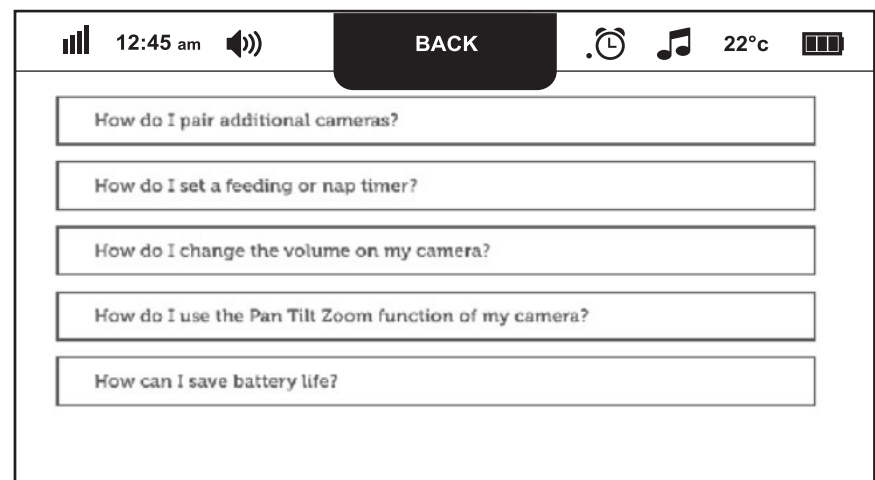 12:45 am BACK 22°c
How do I pair additional cameras?
How do I set a feeding or nap timer?
How do I change the volume on my camera?
How do I use the Pan Tilt Zoom function of my camera?
How can I save battery life?